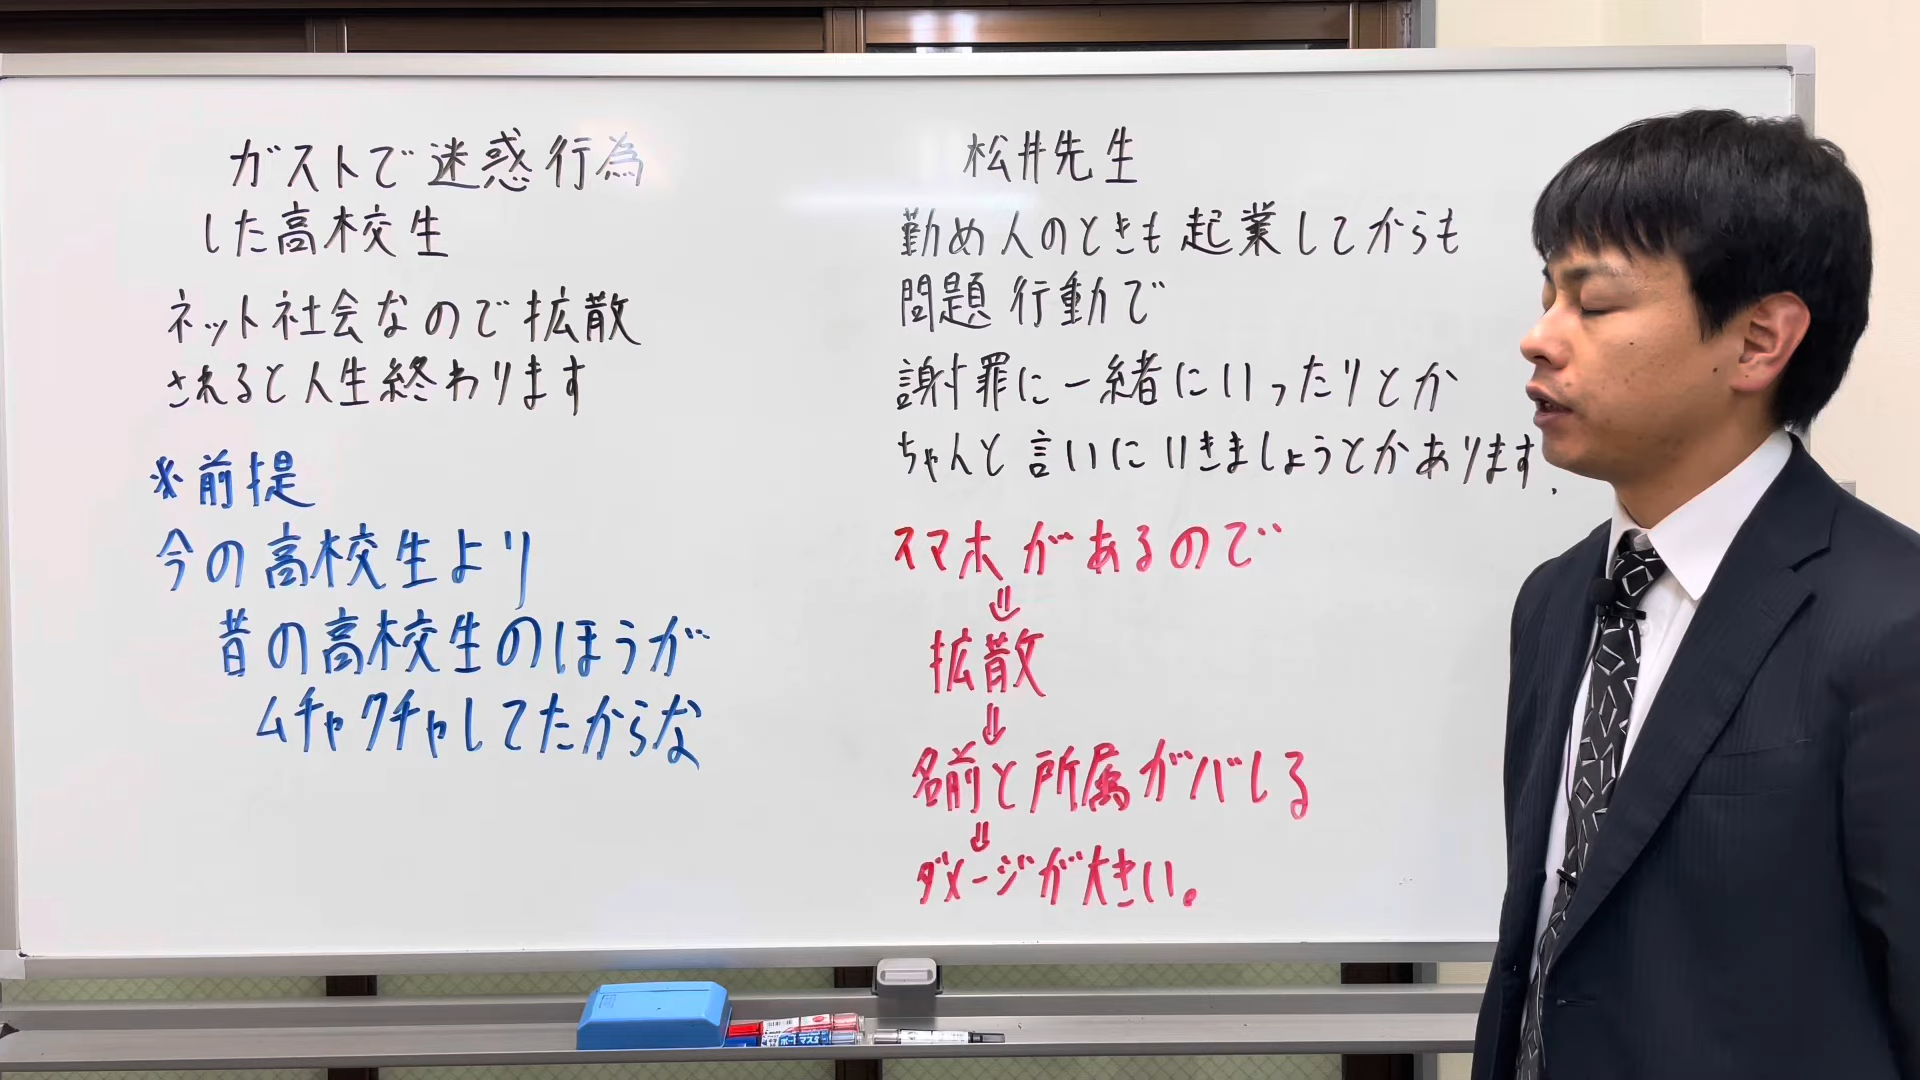 ガストで迷惑行為
した高校生
ネット社会なので拡散
されると人生終わります
※前提
今の高校生より
昔の高校生のほうが
ムチャクチャしてたからな
松井先生
勤め人のときも起業してからも
問題行動で
謝罪に一緒にいったりとか
ちゃんと言いにいきましょうとかあります.
スマホがあるので
⇓
拡散
⇓
名前と所属がバレる
⇓
ダメージが大きい。